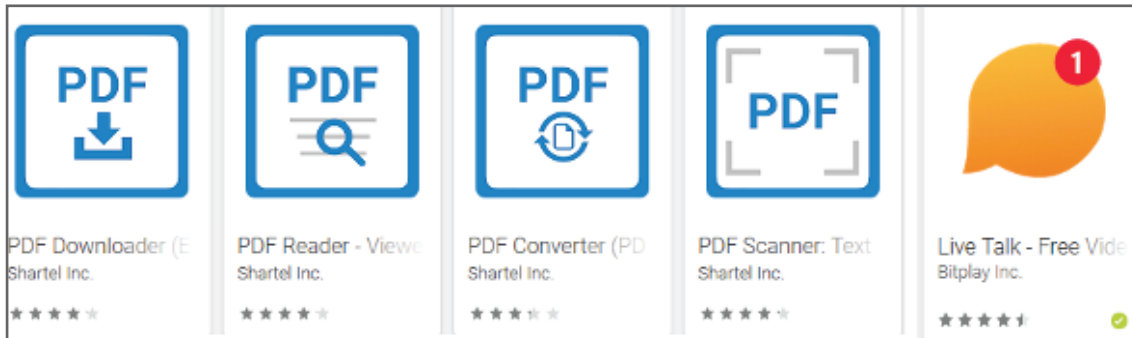 PDF
PDF
PDF
PDF
1
PDF Downloader (E
Shartel Inc.
PDF Reader - Viewe
Shartel Inc.
PDF Converter (PD
Shartel Inc.
PDF Scanner: Text
Shartel Inc.
Live Talk - Free Vide
Bitplay Inc.